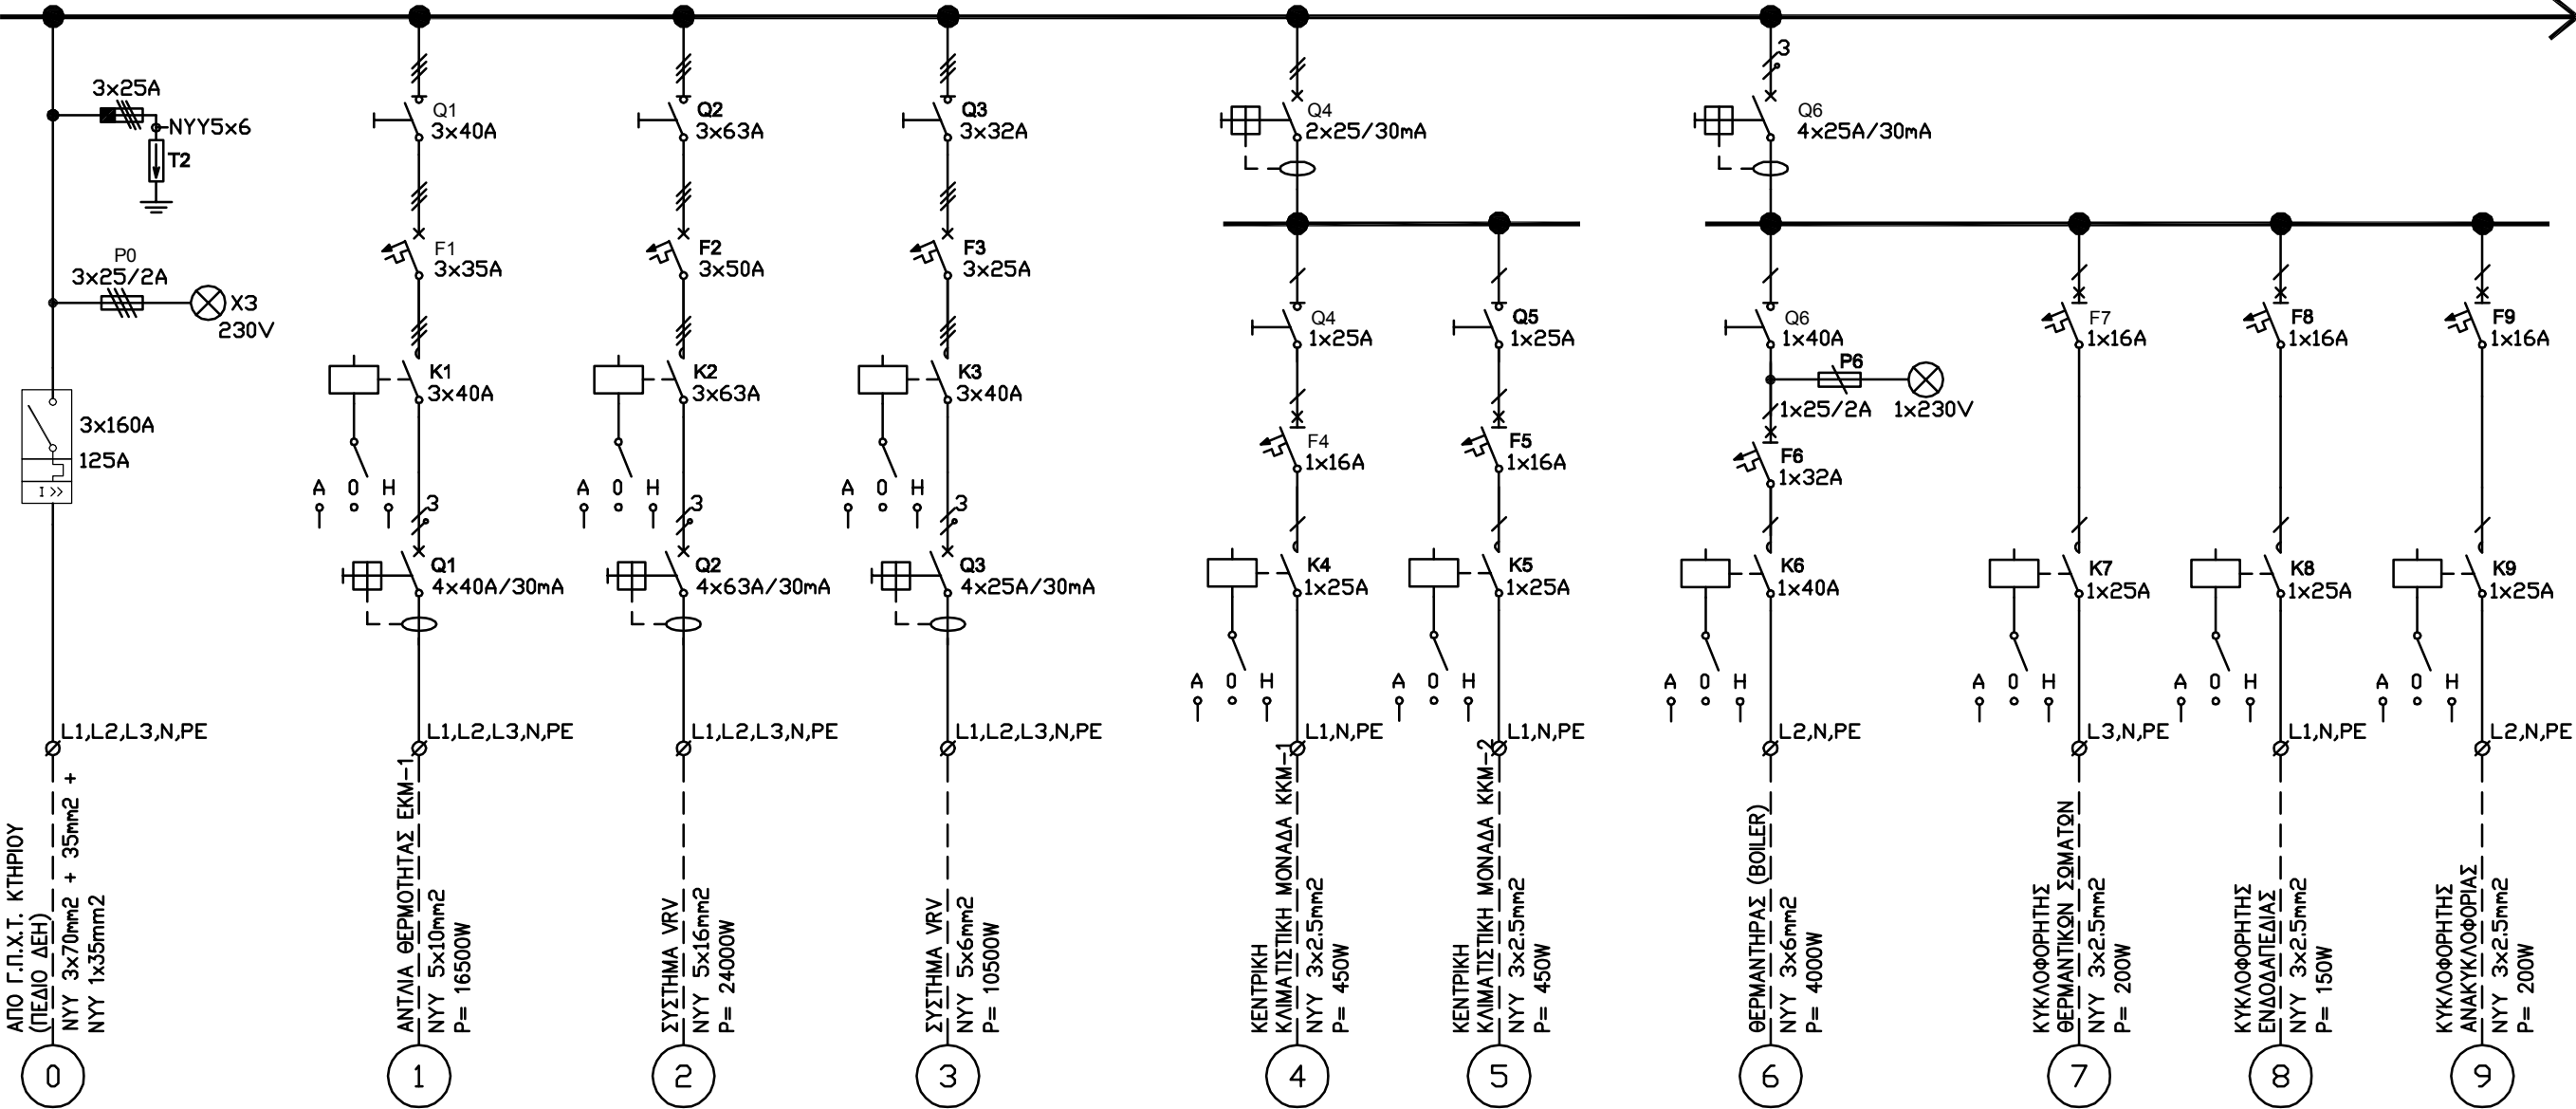 3x25A
NYY5x6
T2
P0
3x25/2A
X3
230V
3x160A
125A
I >>
L1,L2,L3,N,PE
ΑΠΟ Γ.Π.Χ.Τ. ΚΤΗΡΙΟΥ
(ΠΕΔΙΟ ΔΕΗ)
NYY 3x70mm2 + 35mm2 +
NYY 1x35mm2
0
Q1
3x40A
F1
3x35A
K1
3x40A
A 0 H
3
Q1
4x40A/30mA
L1,L2,L3,N,PE
ΑΝΤΛΙΑ ΘΕΡΜΟΤΗΤΑΣ ΕΚΜ-1
NYY 5x10mm2
P= 16500W
1
Q2
3x63A
F2
3x50A
K2
3x63A
A 0 H
3
Q2
4x63A/30mA
L1,L2,L3,N,PE
ΣΥΣΤΗΜΑ VRV
NYY 5x16mm2
P= 24000W
2
Q3
3x32A
F3
3x25A
K3
3x40A
A 0 H
3
Q3
4x25A/30mA
L1,L2,L3,N,PE
ΣΥΣΤΗΜΑ VRV
NYY 5x6mm2
P= 10500W
3
Q4
2x25/30mA
Q4
1x25A
F4
1x16A
K4
1x25A
A 0 H
L1,N,PE
ΚΕΝΤΡΙΚΗ
ΚΛΙΜΑΤΙΣΤΙΚΗ ΜΟΝΑΔΑ ΚΚΜ-1
NYY 3x2.5mm2
P= 450W
4
Q5
1x25A
F5
1x16A
K5
1x25A
A 0 H
L1,N,PE
ΚΕΝΤΡΙΚΗ
ΚΛΙΜΑΤΙΣΤΙΚΗ ΜΟΝΑΔΑ ΚΚΜ-2
NYY 3x2.5mm2
P= 450W
5
3
Q6
4x25A/30mA
Q6
1x40A
P6
1x25/2A
1x230V
F6
1x32A
K6
1x40A
A 0 H
L2,N,PE
ΘΕΡΜΑΝΤΗΡΑΣ (BOILER)
NYY 3x6mm2
P= 4000W
6
F7
1x16A
K7
1x25A
A 0 H
L3,N,PE
ΚΥΚΛΟΦΟΡΗΤΗΣ
ΘΕΡΜΑΝΤΙΚΩΝ ΣΩΜΑΤΩΝ
NYY 3x2.5mm2
P= 200W
7
F8
1x16A
K8
1x25A
A 0 H
L1,N,PE
ΚΥΚΛΟΦΟΡΗΤΗΣ
ΕΝΔΟΔΑΠΕΔΙΑΣ
NYY 3x2.5mm2
P= 150W
8
F9
1x16A
K9
1x25A
A 0 H
L2,N,PE
ΚΥΚΛΟΦΟΡΗΤΗΣ
ΑΝΑΚΥΚΛΟΦΟΡΙΑΣ
NYY 3x2.5mm2
P= 200W
9